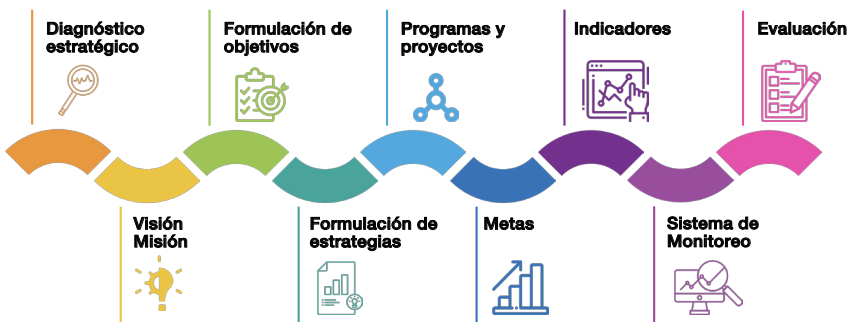 Diagnóstico
estratégico
Visión
Misión
Formulación de
objetivos
Formulación de
estrategias
Programas y
proyectos
Metas
Indicadores
Sistema de
Monitoreo
Evaluación